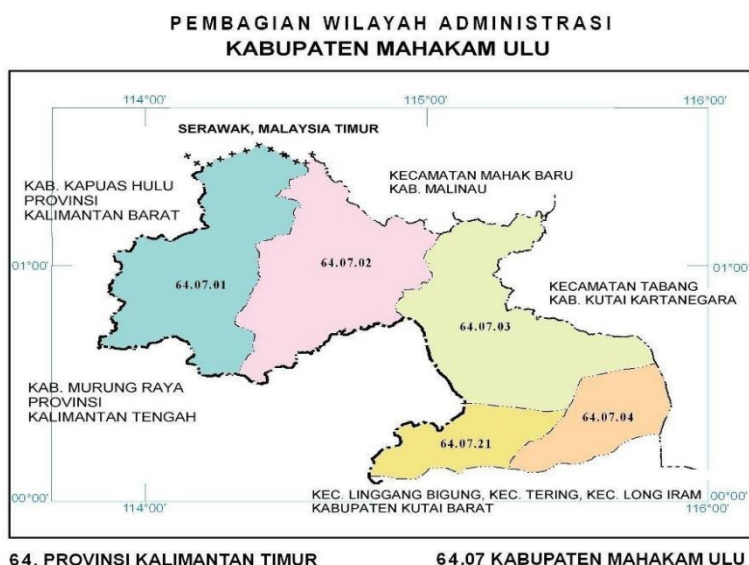 PEMBAGIAN WILAYAH ADMINISTRASI
KABUPATEN MAHAKAM ULU
114°00'
115°00'
116°00'
SERAWAK, MALAYSIA TIMUR
KECAMATAN MAHAK BARU
KAB. MALINAU
KAB. KAPUAS HULU
PROVINSI
KALIMANTAN BARAT
01°00'
01°00'
64.07.01
64.07.02
KECAMATAN TABANG
KAB. KUTAI KARTANEGARA
64.07.03
KAB. MURUNG RAYA
PROVINSI
KALIMANTAN TENGAH
64.07.21
64.07.04
00°00'
00°00'
KEC. LINGGANG BIGUNG, KEC. TERING, KEC. LONG IRAM
KABUPATEN KUTAI BARAT
114°00'
116°00'
64. PROVINSI KALIMANTAN TIMUR
64.07 KABUPATEN MAHAKAM ULU